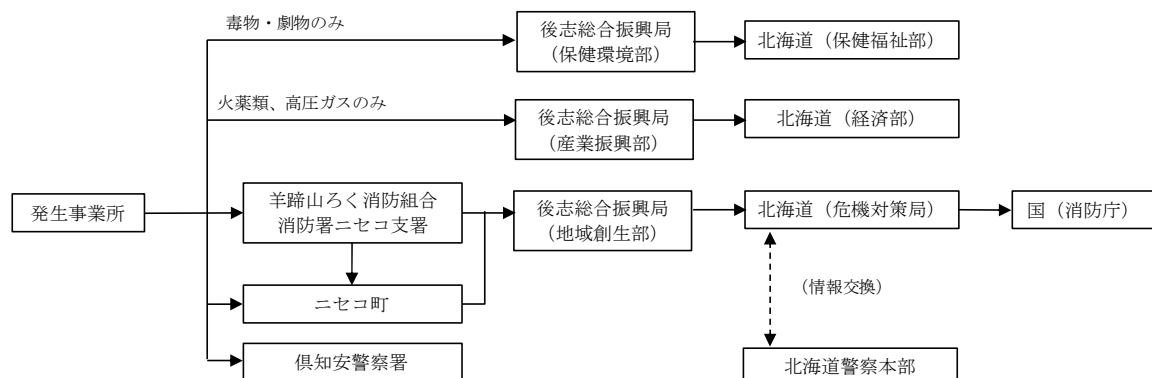 毒物・劇物のみ
後志総合振興局
（保健環境部）
北海道（保健福祉部）
火薬類、高圧ガスのみ
後志総合振興局
（産業振興部）
北海道（経済部）
発生事業所
羊蹄山ろく消防組合
消防署ニセコ支署
後志総合振興局
（地域創生部）
北海道（危機対策局）
国（消防庁）
ニセコ町
（情報交換）
倶知安警察署
北海道警察本部